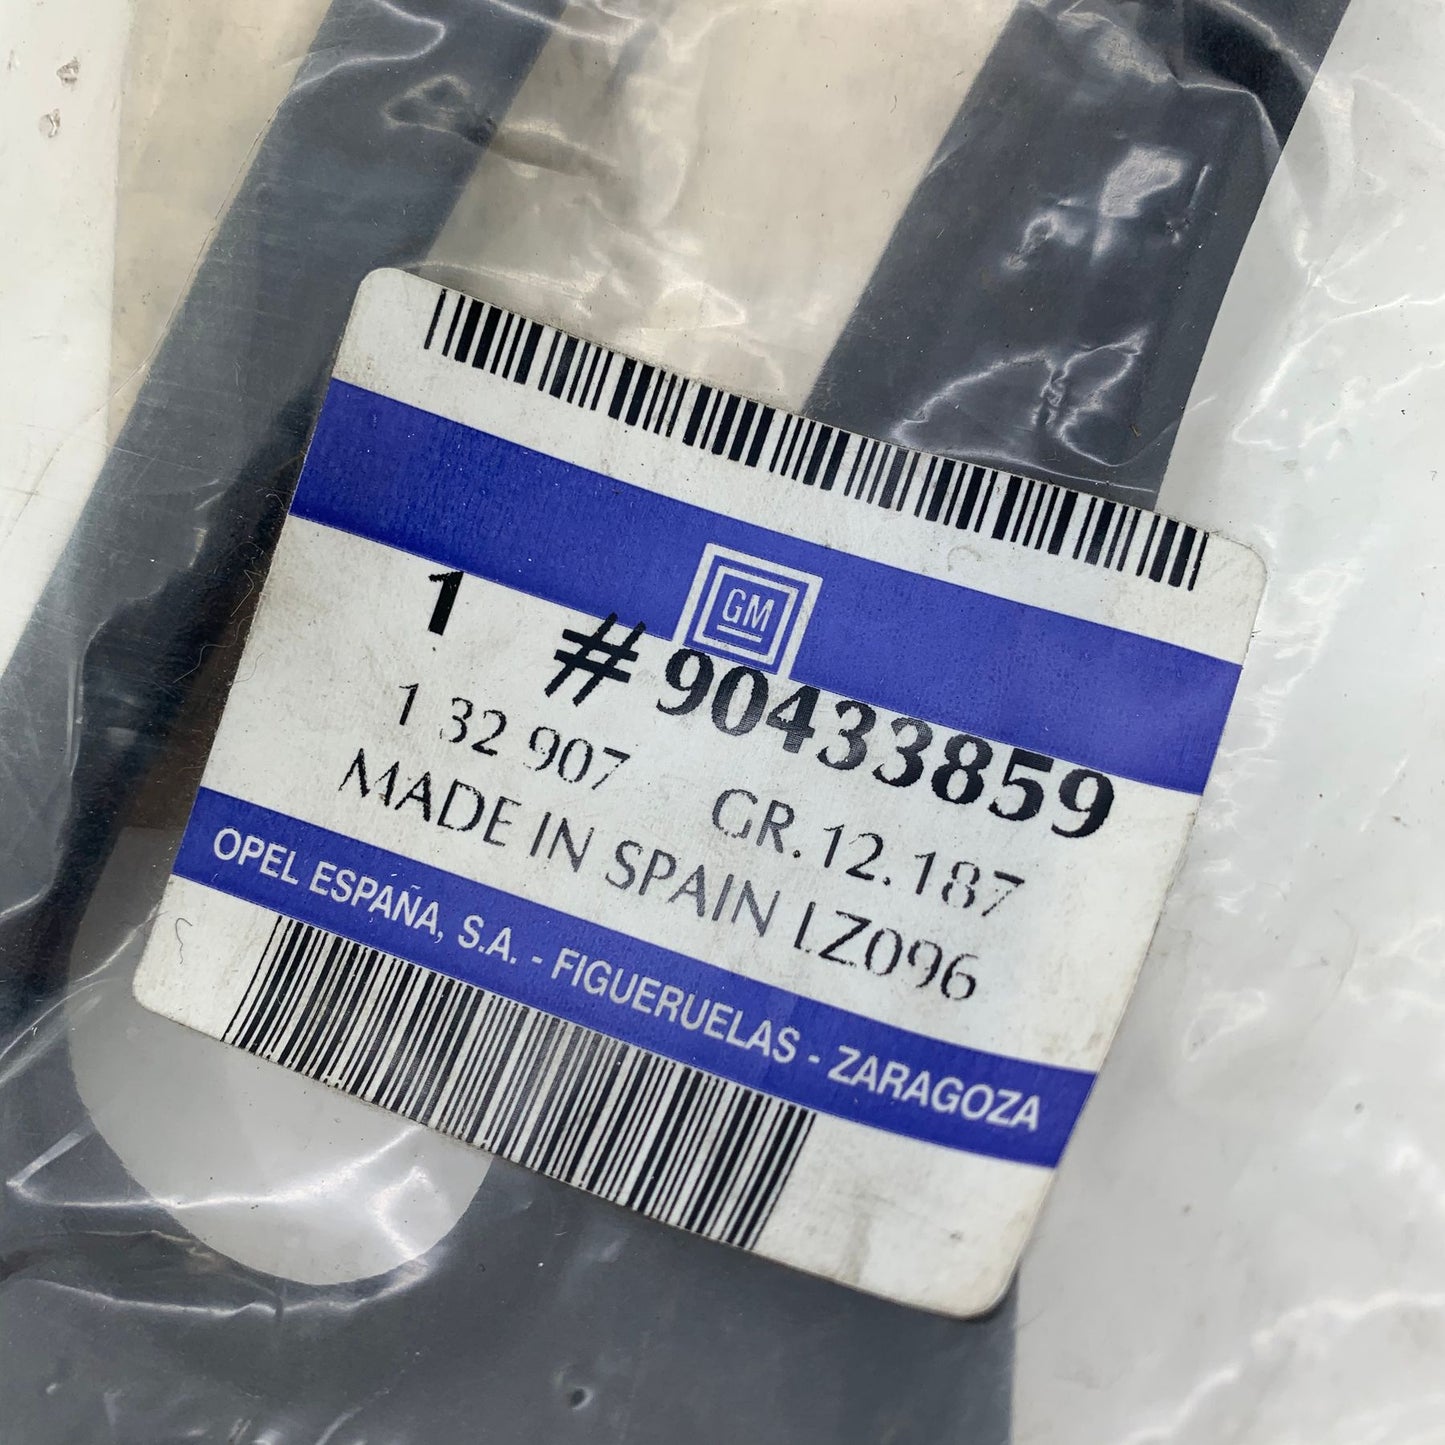 GM
1 #90433859
1 32 907 GR.12.187
MADE IN SPAIN LZ096
OPEL ESPAÑA, S.A. - FIGUERUELAS - ZARAGOZA